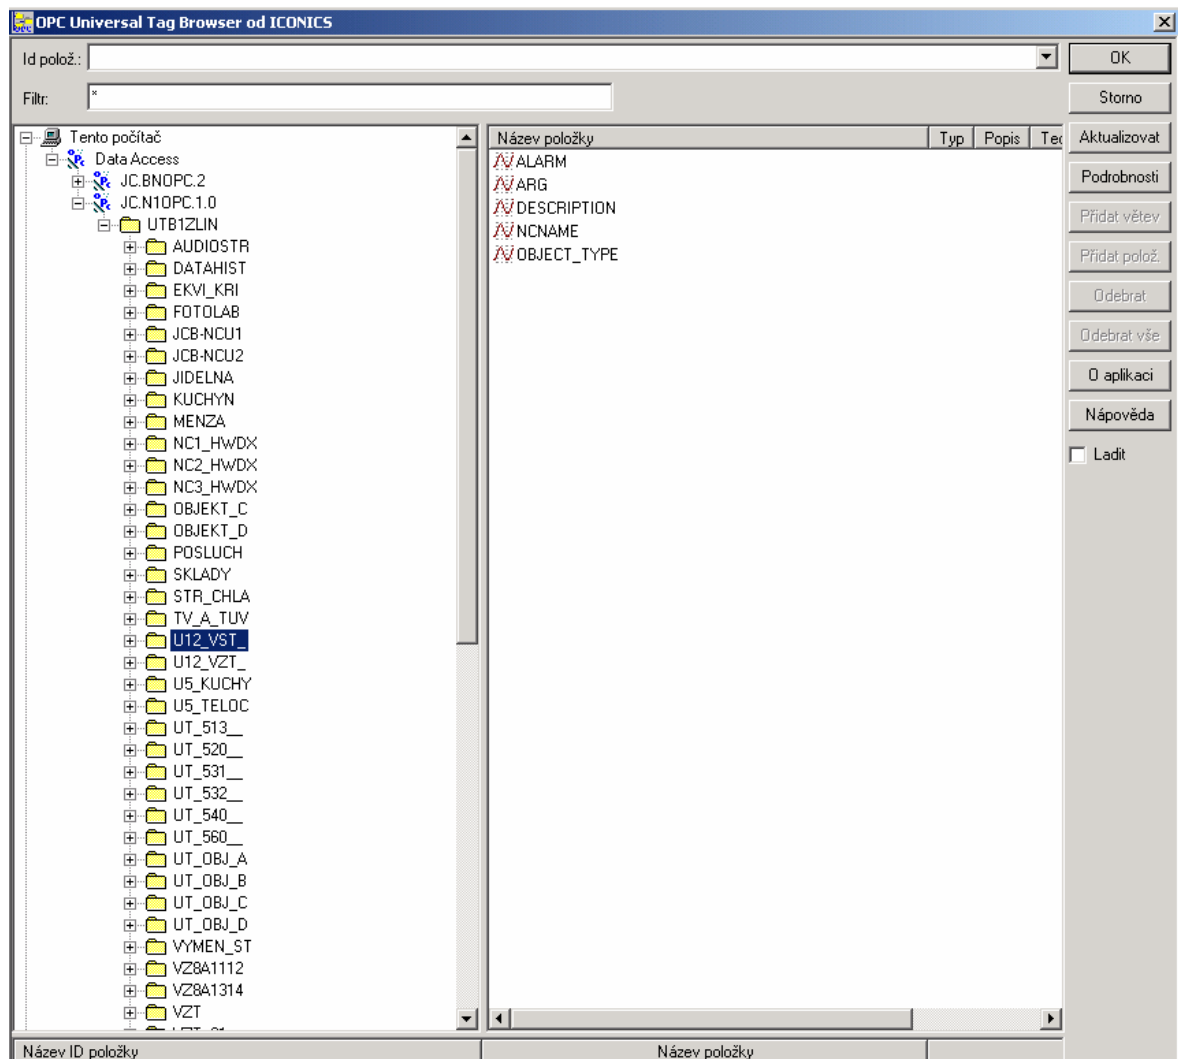 OPC Universal Tag Browser od ICONICS
Id polož.:
OK
Filtr:
*
Storno
Tento počítač
Data Access
JC.BNOPC.2
JC.N1OPC.1.0
UTB1ZLIN
AUDIOSTR
DATAHIST
EKVI_KRI
FOTOLAB
JCB-NCU1
JCB-NCU2
JIDELNA
KUCHYN
MENZA
NC1_HWDX
NC2_HWDX
NC3_HWDX
OBJEKT_C
OBJEKT_D
POSLUCH
SKLADY
STR_CHLA
TV_A_TUV
U12_VST_
U12_VZT_
U5_KUCHY
U5_TELOC
UT_513__
UT_520__
UT_531__
UT_532__
UT_540__
UT_560__
UT_OBJ_A
UT_OBJ_B
UT_OBJ_C
UT_OBJ_D
VYMEN_ST
VZ8A1112
VZ8A1314
VZT
Název položky Typ Popis
ALARM
ARG
DESCRIPTION
NCNAME
OBJECT_TYPE
Aktualizovat
Podrobnosti
Přidat větev
Přidat polož.
Odebrat
Odebrat vše
O aplikaci
Nápověda
Ladit
Název ID položky Název položky